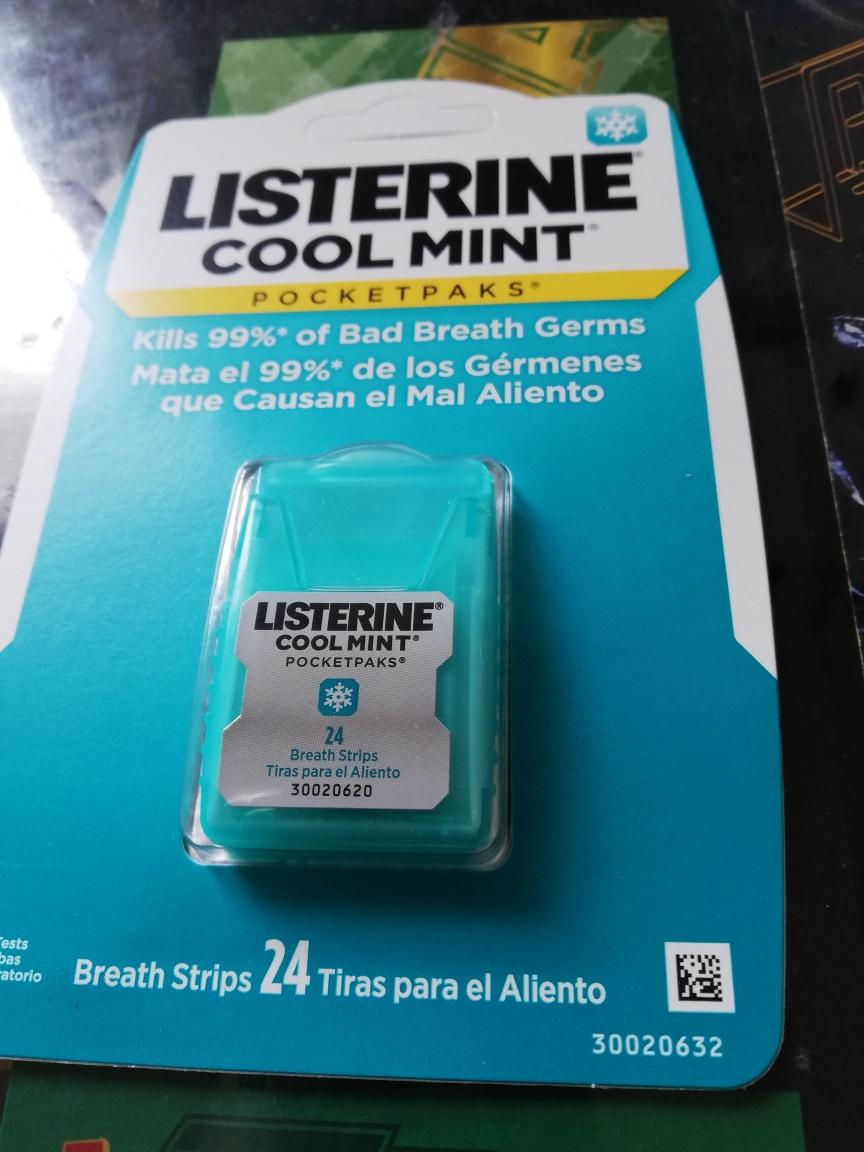 LISTERINE®
COOL MINT®
POCKETPAKS®
Kills 99%* of Bad Breath Germs
Mata el 99%* de los Gérmenes
que Causan el Mal Aliento
LISTERINE®
COOL MINT®
POCKETPAKS®
24
Breath Strips
Tiras para el Aliento
30020620
Breath Strips 24 Tiras para el Aliento
30020632